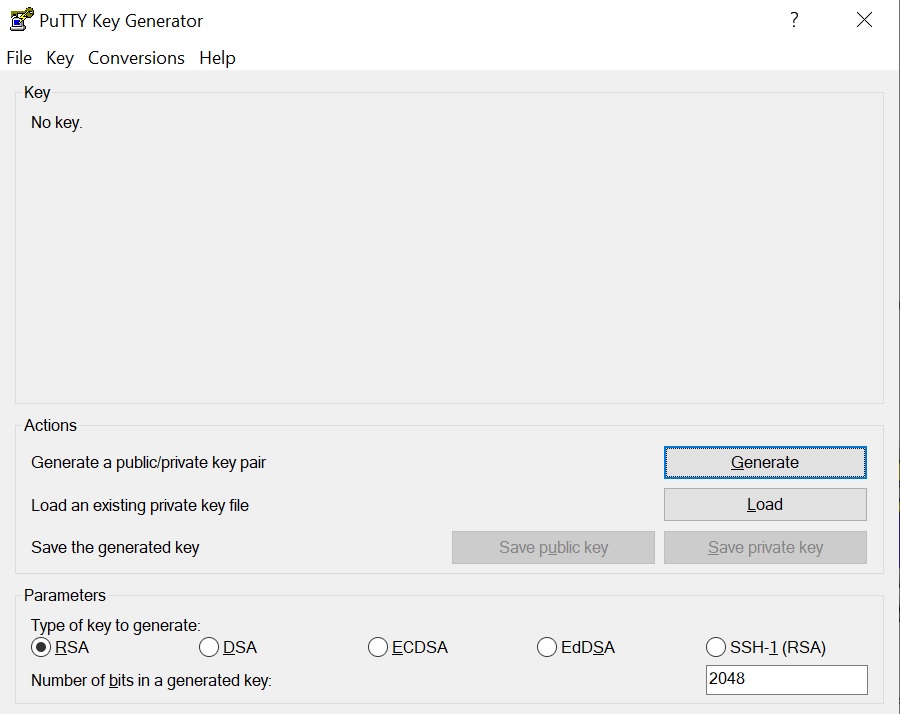 PuTTY Key Generator
?
File Key Conversions Help
Key
No key.
Actions
Generate a public/private key pair
Generate
Load an existing private key file
Load
Save the generated key
Save public key
Save private key
Parameters
Type of key to generate:
RSA DSA ECDSA EdDSA SSH-1 (RSA)
Number of bits in a generated key:
2048